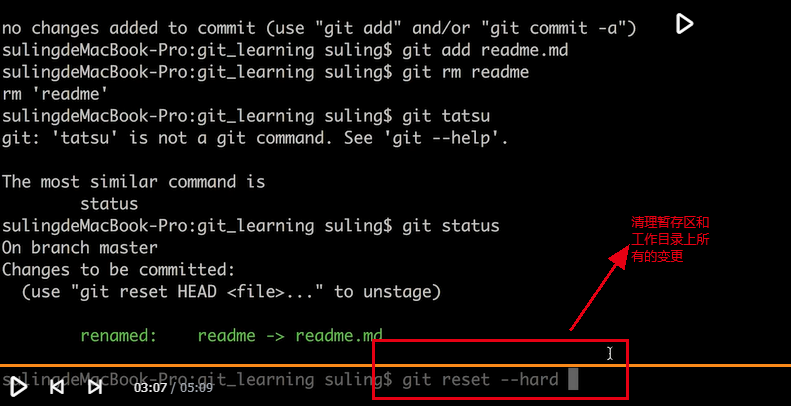 no changes added to commit (use "git add" and/or "git commit -a")
sulingdeMacBook-Pro:git_learning suling$ git add readme.md
sulingdeMacBook-Pro:git_learning suling$ git rm readme
rm 'readme'
sulingdeMacBook-Pro:git_learning suling$ git tatsu
git: 'tatsu' is not a git command. See 'git --help'.
The most similar command is
status
sulingdeMacBook-Pro:git_learning suling$ git status
On branch master
Changes to be committed:
(use "git reset HEAD <file>..." to unstage)
renamed: readme -> readme.md
sulingdeMacBook-Pro:git_learning suling$ git reset --hard
清理暂存区和
工作目录上所
有的变更
03:07 / 05:09